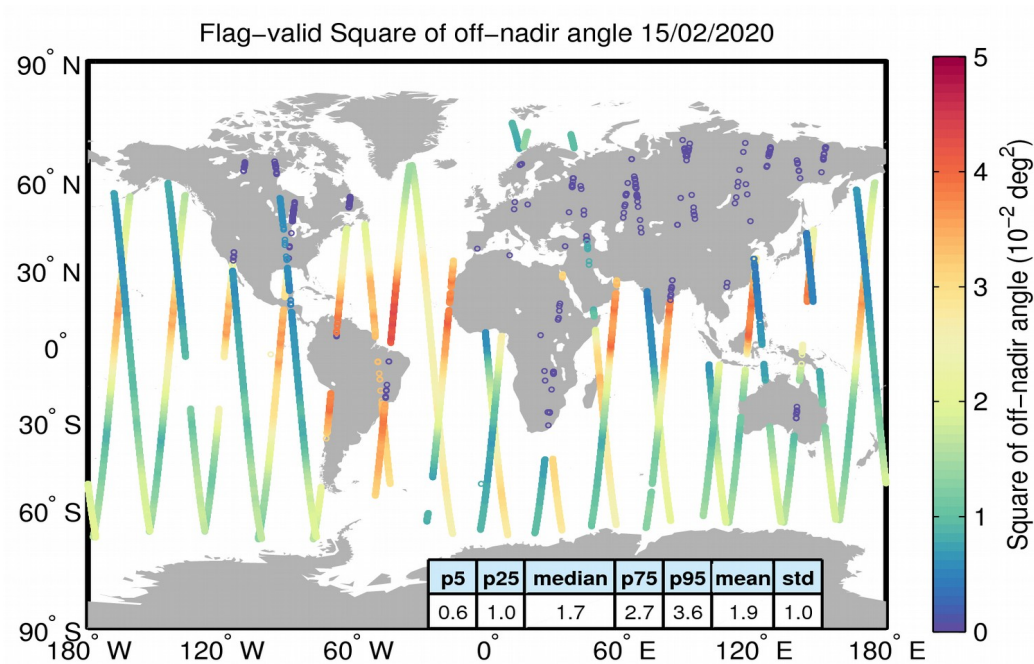 Flag−valid Square of off−nadir angle 15/02/2020
90° N
60° N
30° N
0°
30° S
60° S
90° S
180° W
120° W
60° W
0°
60° E
120° E
180° E
p5 p25 median p75 p95 mean std
0.6 1.0 1.7 2.7 3.6 1.9 1.0
5
4
3
2
1
0
Square of off−nadir angle (10⁻² deg²)